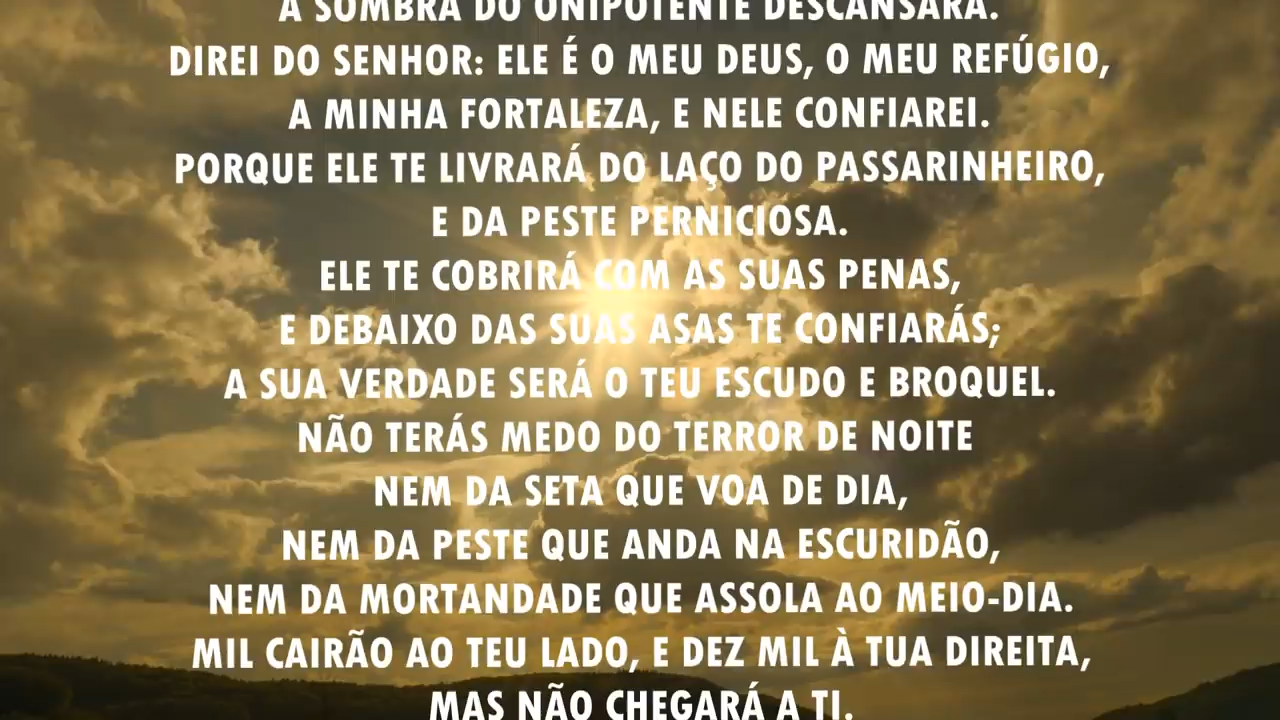 À SOMBRA DO ONIPOTENTE DESCANSARÁ.
DIREI DO SENHOR: ELE É O MEU DEUS, O MEU REFÚGIO,
A MINHA FORTALEZA, E NELE CONFIAREI.
PORQUE ELE TE LIVRARÁ DO LAÇO DO PASSARINHEIRO,
E DA PESTE PERNICIOSA.
ELE TE COBRIRÁ COM AS SUAS PENAS,
E DEBAIXO DAS SUAS ASAS TE CONFIARÁS;
A SUA VERDADE SERÁ O TEU ESCUDO E BROQUEL.
NÃO TERÁS MEDO DO TERROR DE NOITE
NEM DA SETA QUE VOA DE DIA,
NEM DA PESTE QUE ANDA NA ESCURIDÃO,
NEM DA MORTANDADE QUE ASSOLA AO MEIO-DIA.
MIL CAIRÃO AO TEU LADO, E DEZ MIL À TUA DIREITA,
MAS NÃO CHEGARÁ A TI.